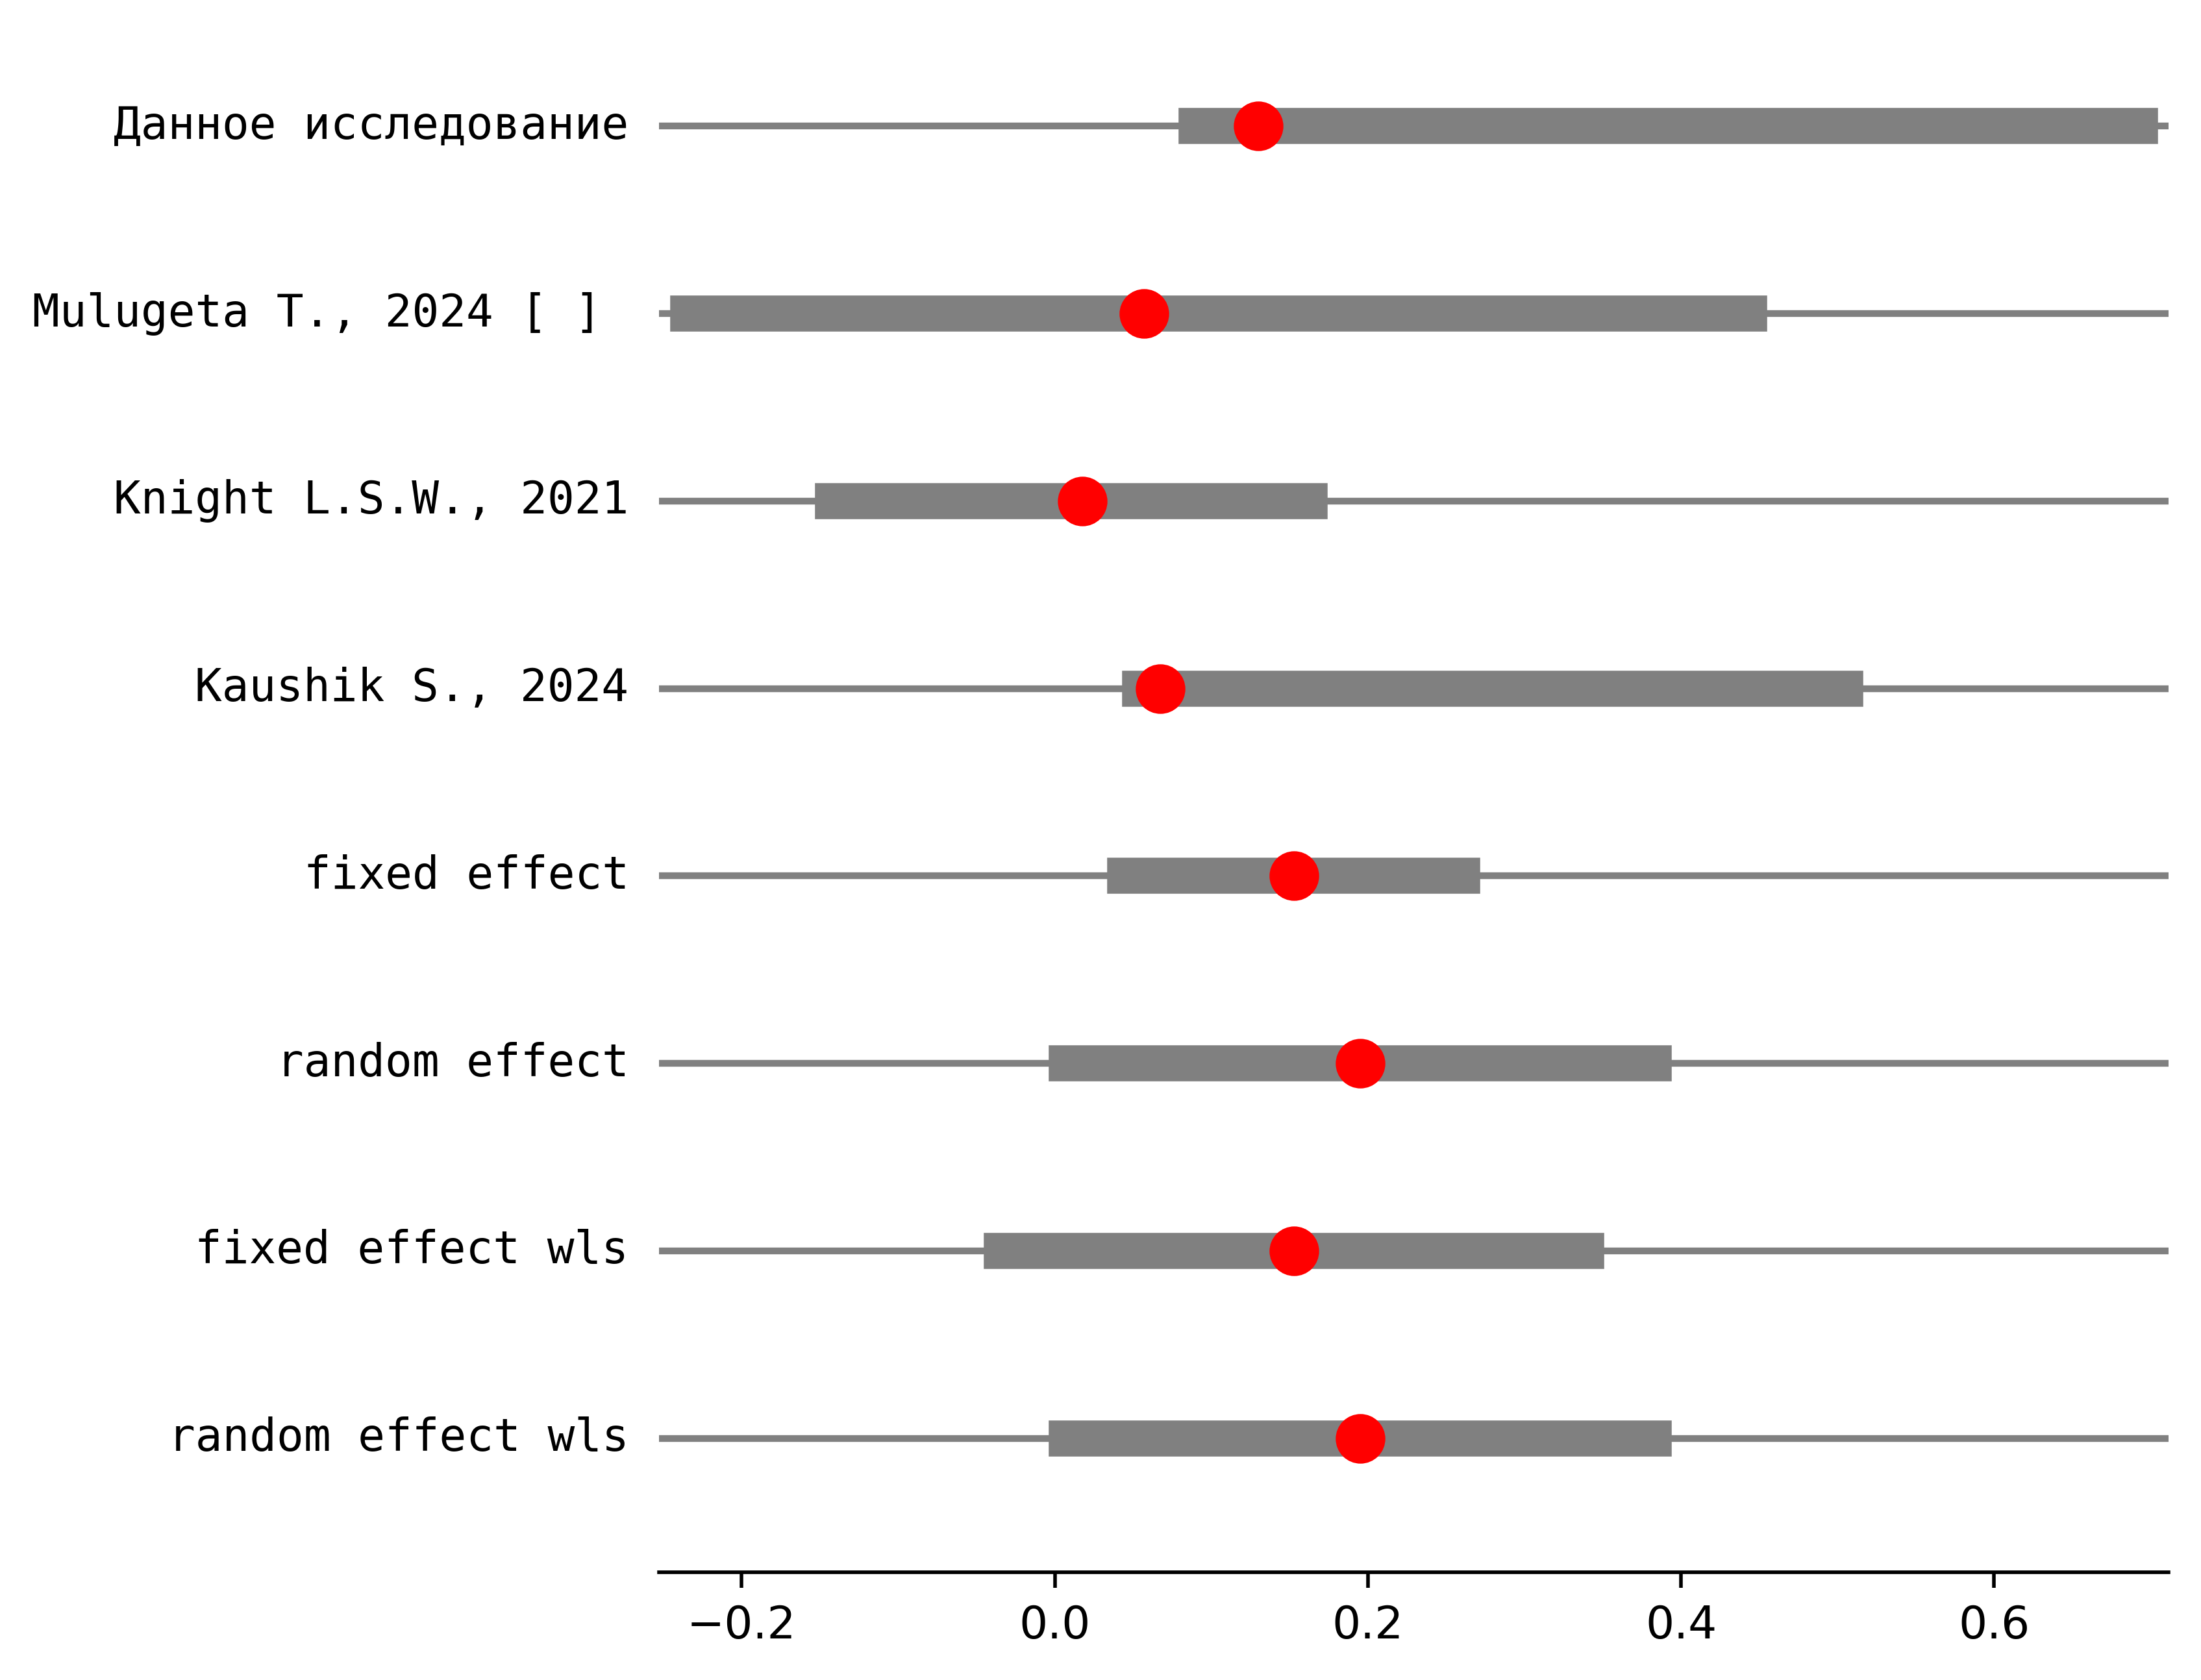 Данное исследование
Mulugeta T., 2024 [ ]
Knight L.S.W., 2021
Kaushik S., 2024
fixed effect
random effect
fixed effect wls
random effect wls
−0.2 0.0 0.2 0.4 0.6